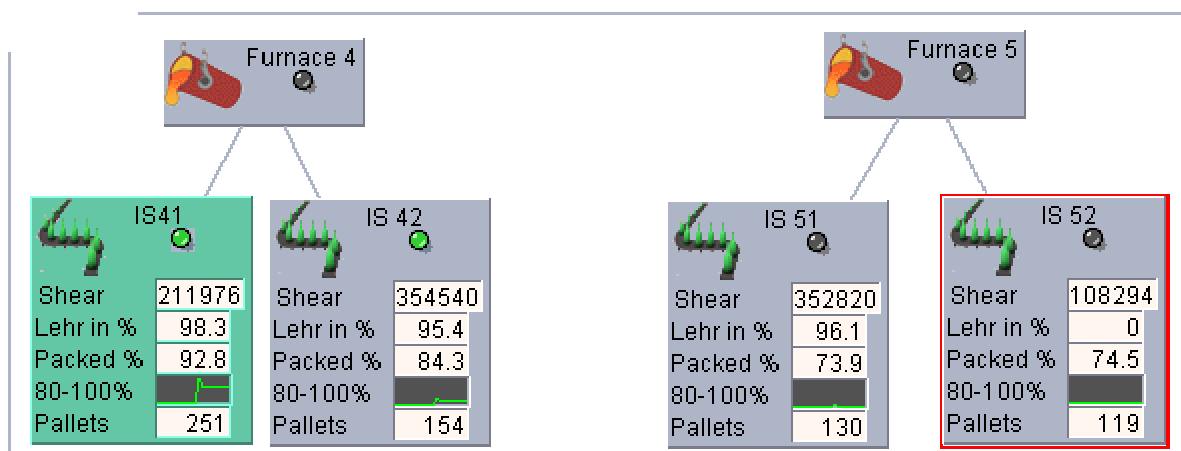 Furnace 4
Furnace 5
IS41
Shear 211976
Lehr in % 98.3
Packed % 92.8
80-100%
Pallets 251
IS 42
Shear 354540
Lehr in % 95.4
Packed % 84.3
80-100%
Pallets 154
IS 51
Shear 352820
Lehr in % 96.1
Packed % 73.9
80-100%
Pallets 130
IS 52
Shear 108294
Lehr in % 0
Packed % 74.5
80-100%
Pallets 119